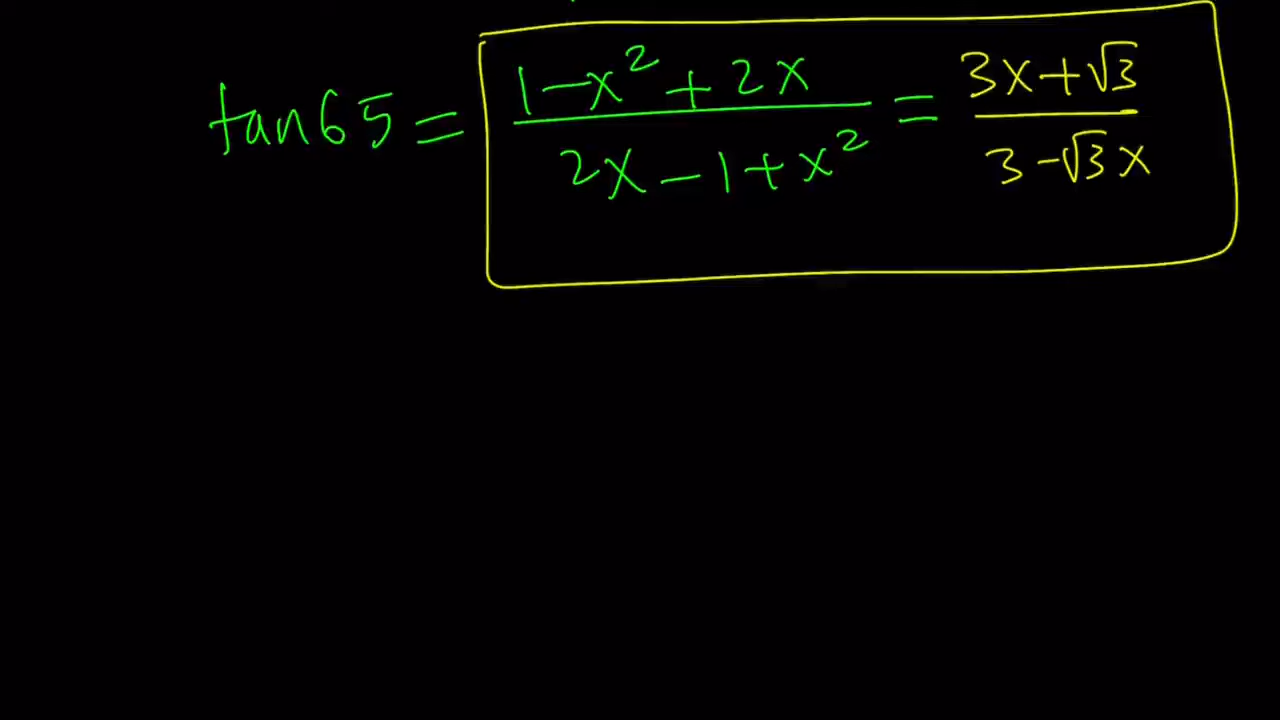 tan65 = (1-x²+2x)/(2x-1+x²) = (3x+√3)/(3-√3x)